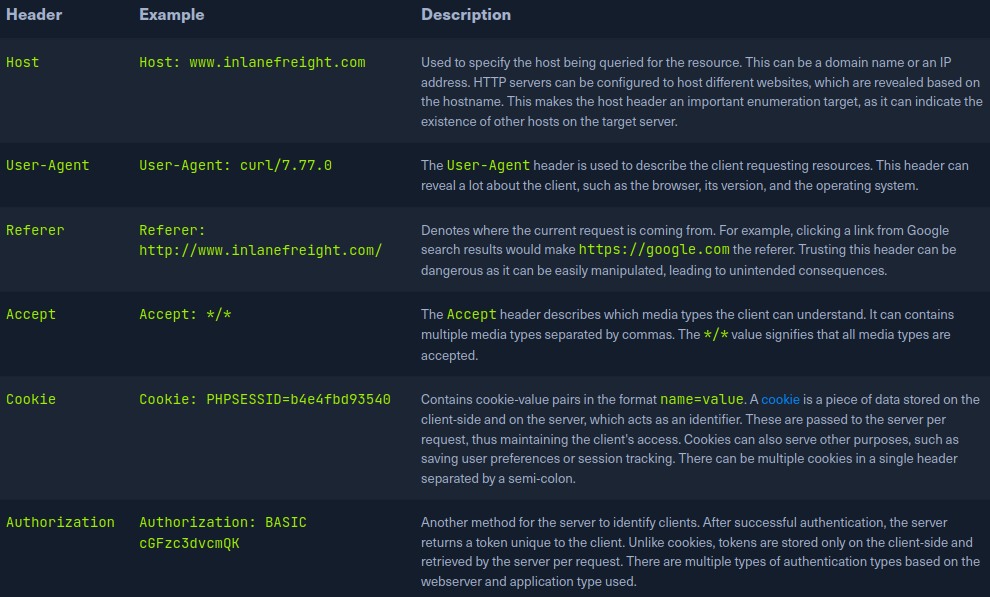 Header Example Description
Host Host: www.inlanefreight.com Used to specify the host being queried for the resource. This can be a domain name or an IP
address. HTTP servers can be configured to host different websites, which are revealed based on
the hostname. This makes the host header an important enumeration target, as it can indicate the
existence of other hosts on the target server.
User-Agent User-Agent: curl/7.77.0 The User-Agent header is used to describe the client requesting resources. This header can
reveal a lot about the client, such as the browser, its version, and the operating system.
Referer Referer: Denotes where the current request is coming from. For example, clicking a link from Google
http://www.inlanefreight.com/ search results would make https://google.com the referer. Trusting this header can be
dangerous as it can be easily manipulated, leading to unintended consequences.
Accept Accept: */* The Accept header describes which media types the client can understand. It can contains
multiple media types separated by commas. The */* value signifies that all media types are
accepted.
Cookie Cookie: PHPSESSID=b4e4fbd93540 Contains cookie-value pairs in the format name=value. A cookie is a piece of data stored on the
client-side and on the server, which acts as an identifier. These are passed to the server per
request, thus maintaining the client's access. Cookies can also serve other purposes, such as
saving user preferences or session tracking. There can be multiple cookies in a single header
separated by a semi-colon.
Authorization Authorization: BASIC Another method for the server to identify clients. After successful authentication, the server
cGFzc3dvcmQK returns a token unique to the client. Unlike cookies, tokens are stored only on the client-side and
retrieved by the server per request. There are multiple types of authentication types based on the
webserver and application type used.